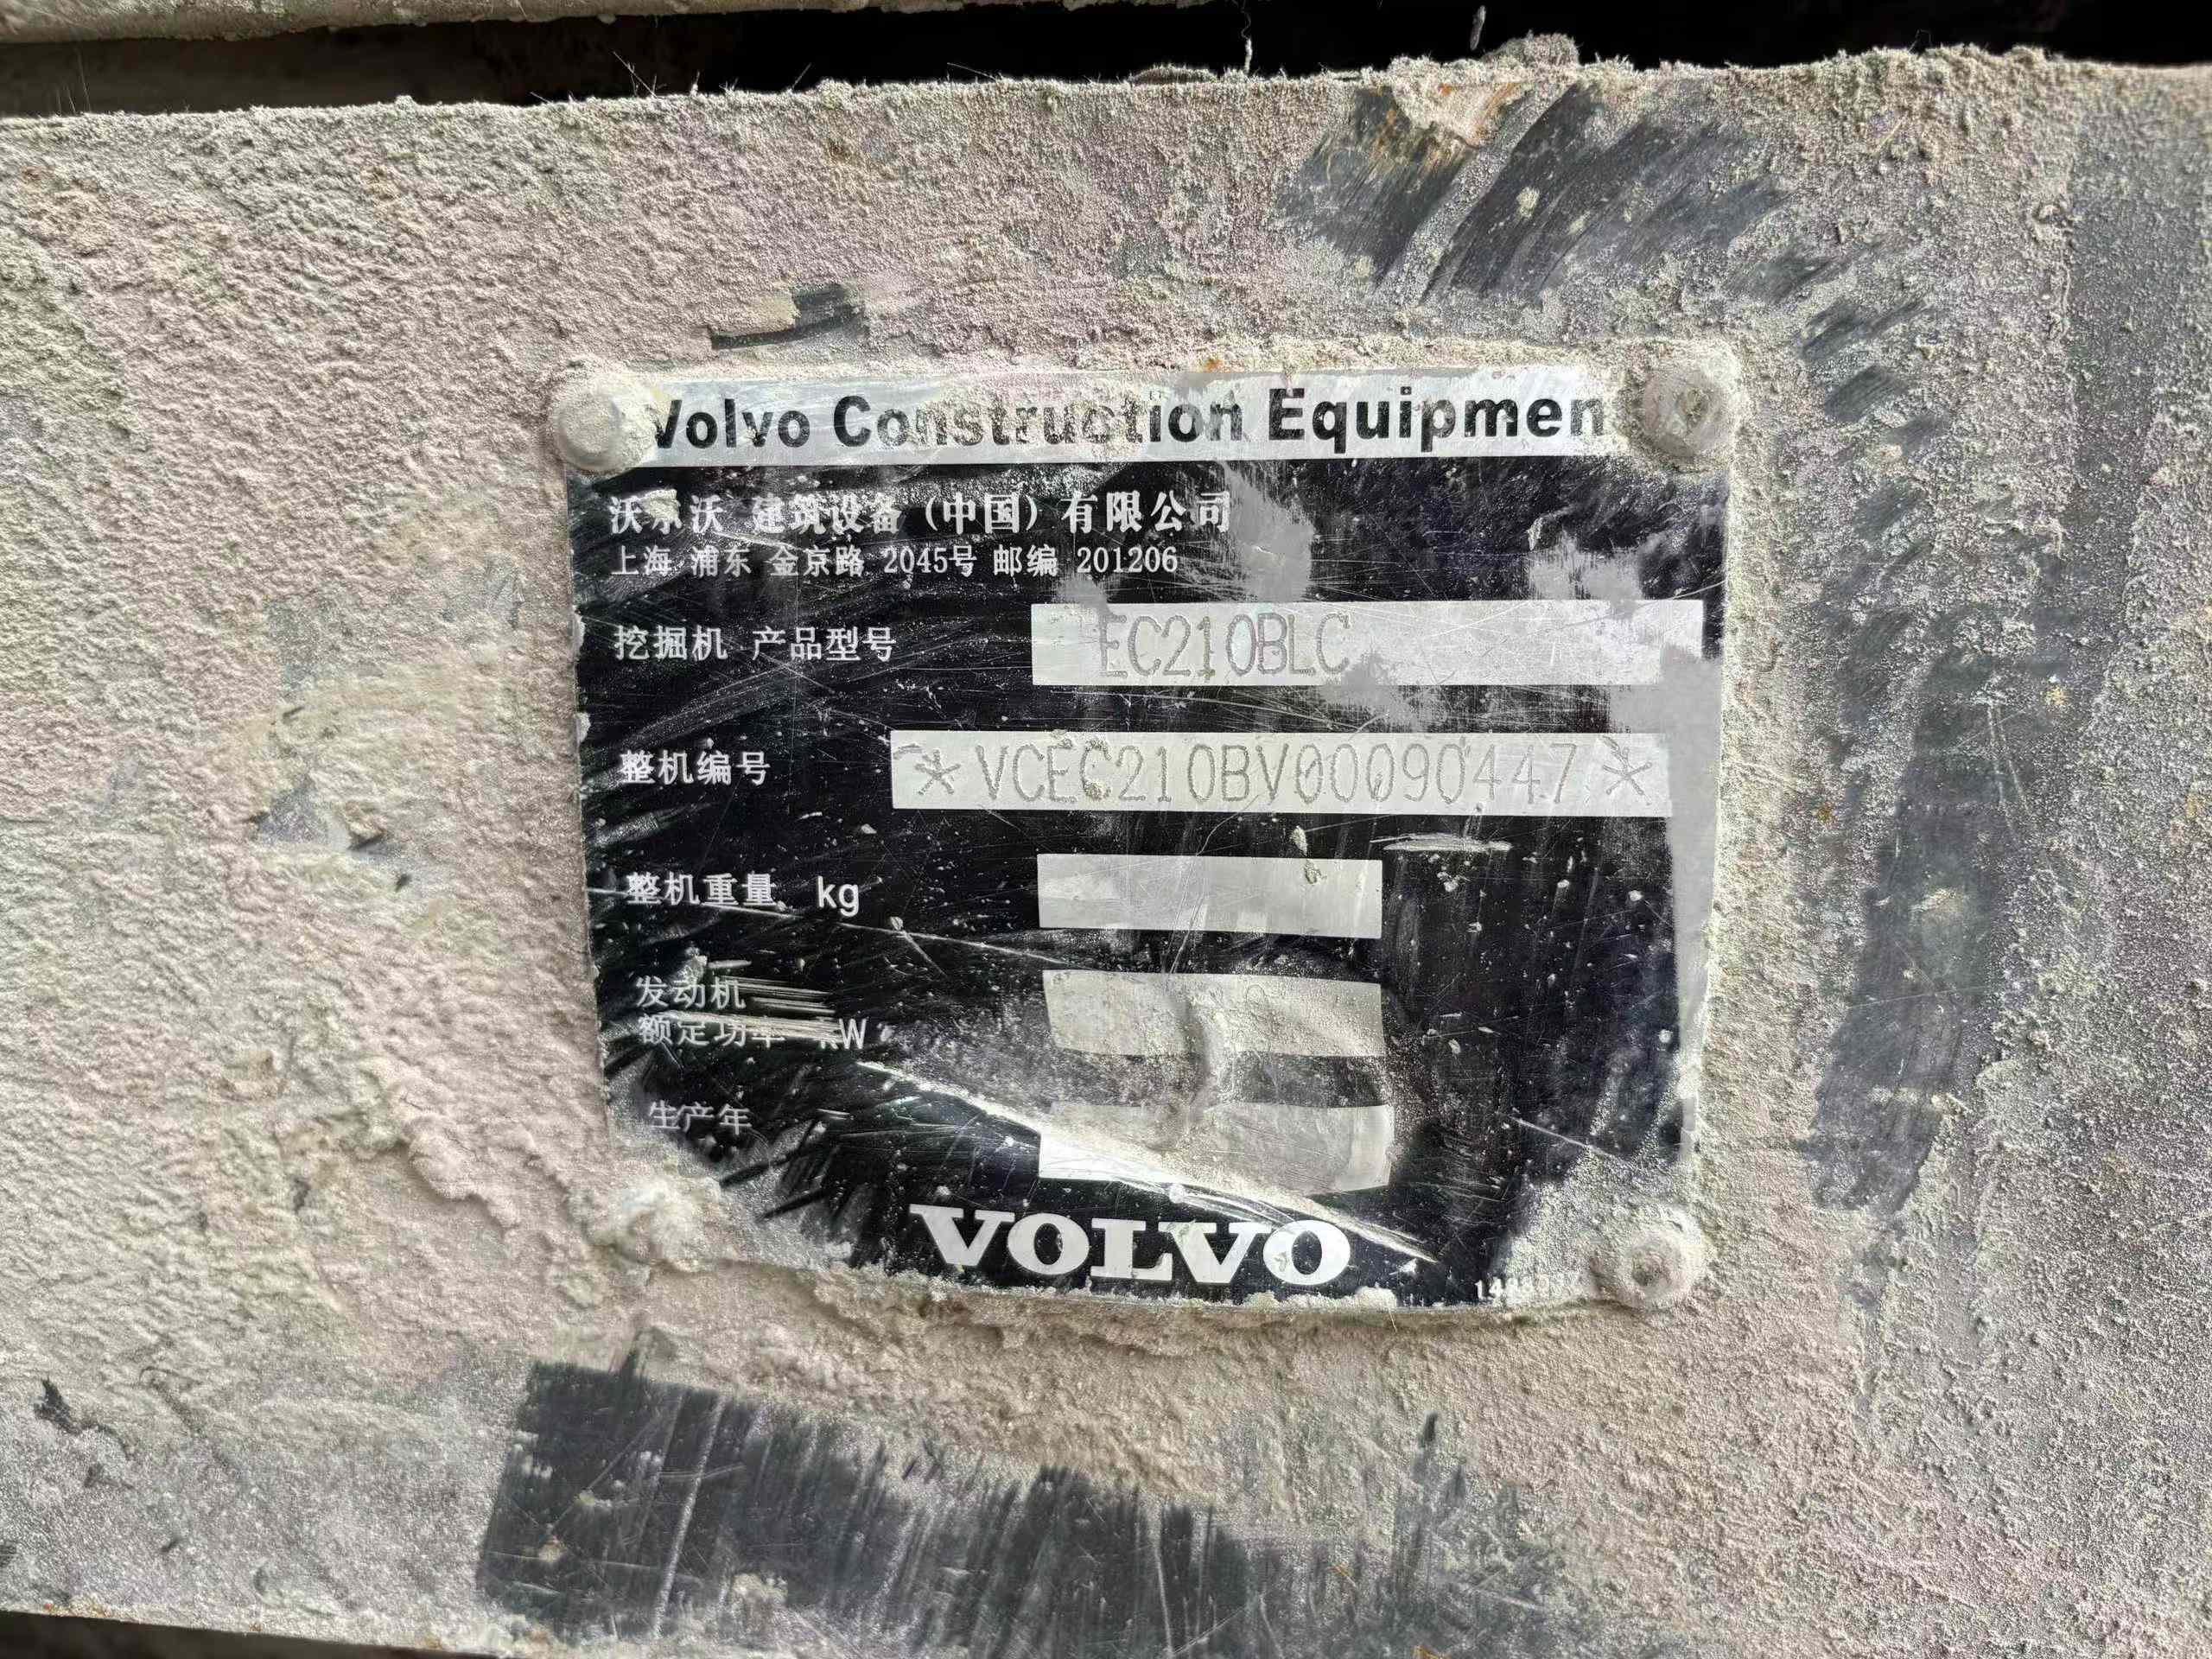 Volvo Construction Equipmen
沃尔沃 建筑设备 (中国) 有限公司
上海 浦东 金京路 2045号 邮编 201206
挖掘机 产品型号 EC210BLC
整机编号 *VCEC210BV00090447*
整机重量 kg
发动机
额定功率 kW
生产年
VOLVO